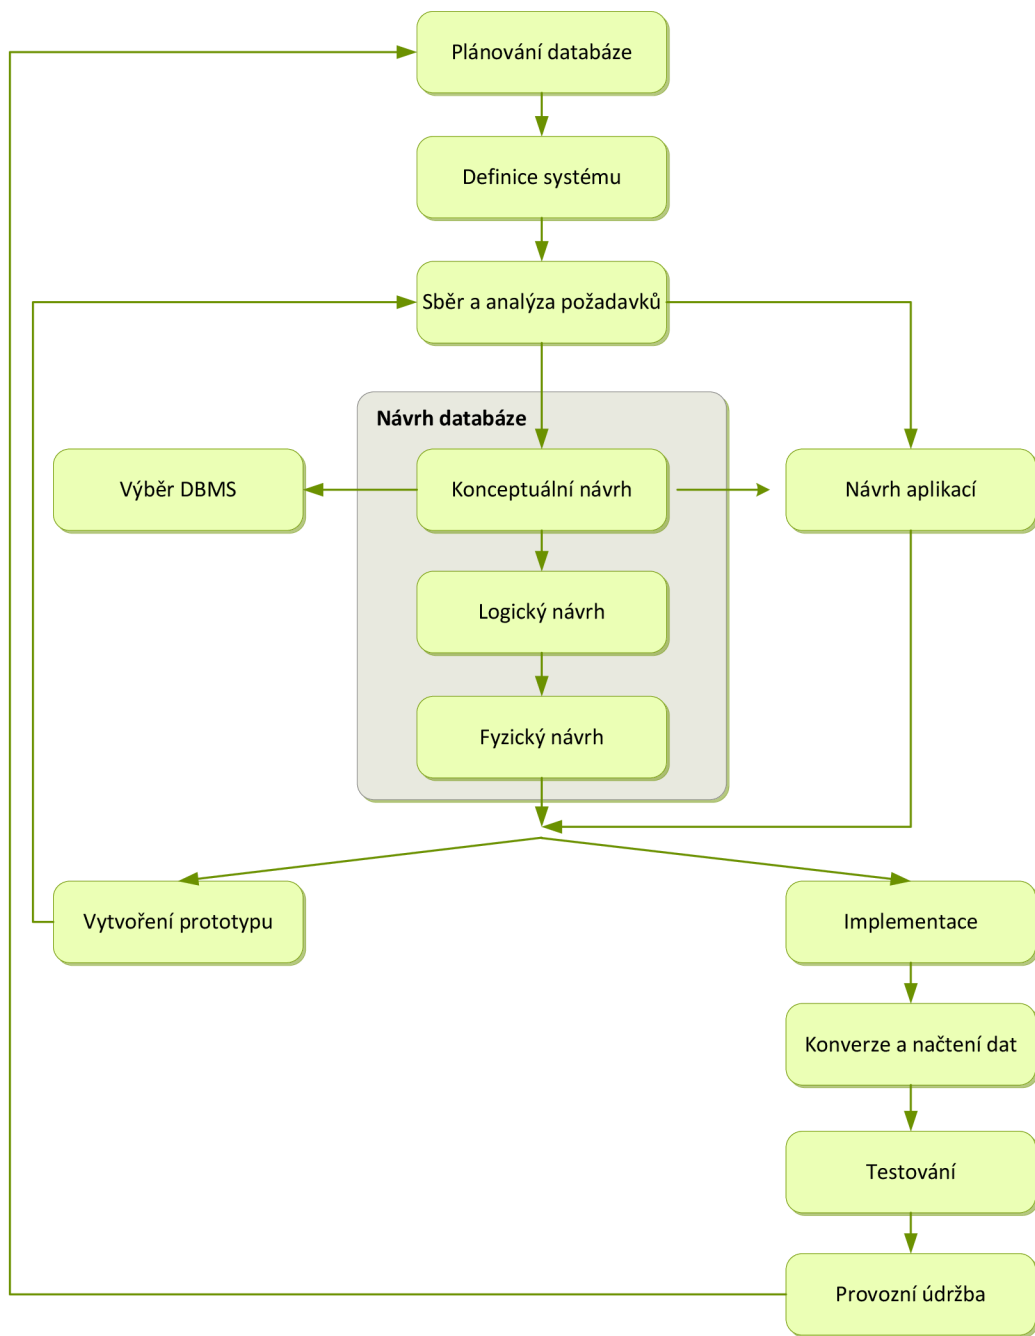 Plánování databáze
Definice systému
Sběr a analýza požadavků
Návrh databáze
Výběr DBMS
Konceptuální návrh
Návrh aplikací
Logický návrh
Fyzický návrh
Vytvoření prototypu
Implementace
Konverze a načtení dat
Testování
Provozní údržba